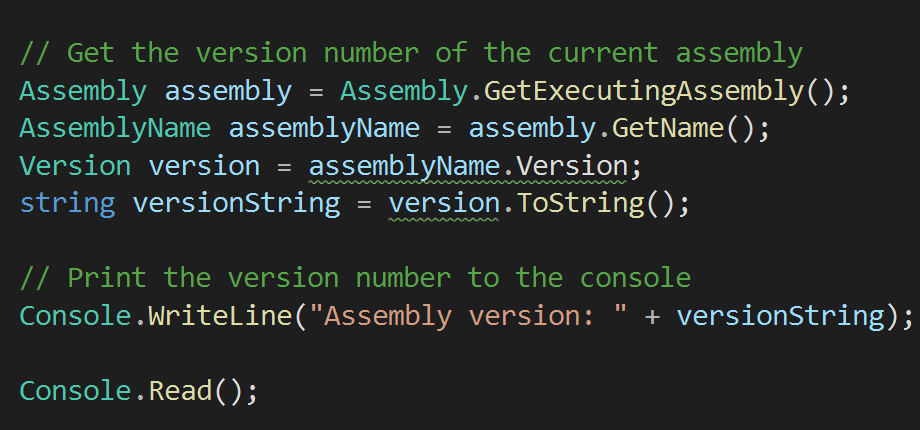 // Get the version number of the current assembly
Assembly assembly = Assembly.GetExecutingAssembly();
AssemblyName assemblyName = assembly.GetName();
Version version = assemblyName.Version;
string versionString = version.ToString();
// Print the version number to the console
Console.WriteLine("Assembly version: " + versionString);
Console.Read();